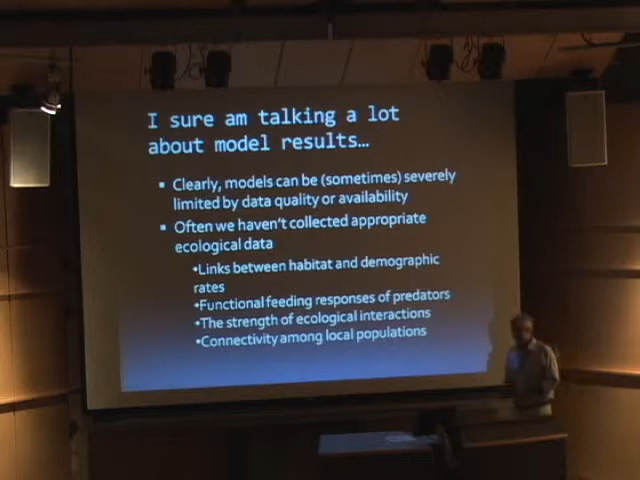 I sure am talking a lot
about model results...
▪ Clearly, models can be (sometimes) severely
limited by data quality or availability
▪ Often we haven't collected appropriate
ecological data
•Links between habitat and demographic
rates
•Functional feeding responses of predators
•The strength of ecological interactions
•Connectivity among local populations